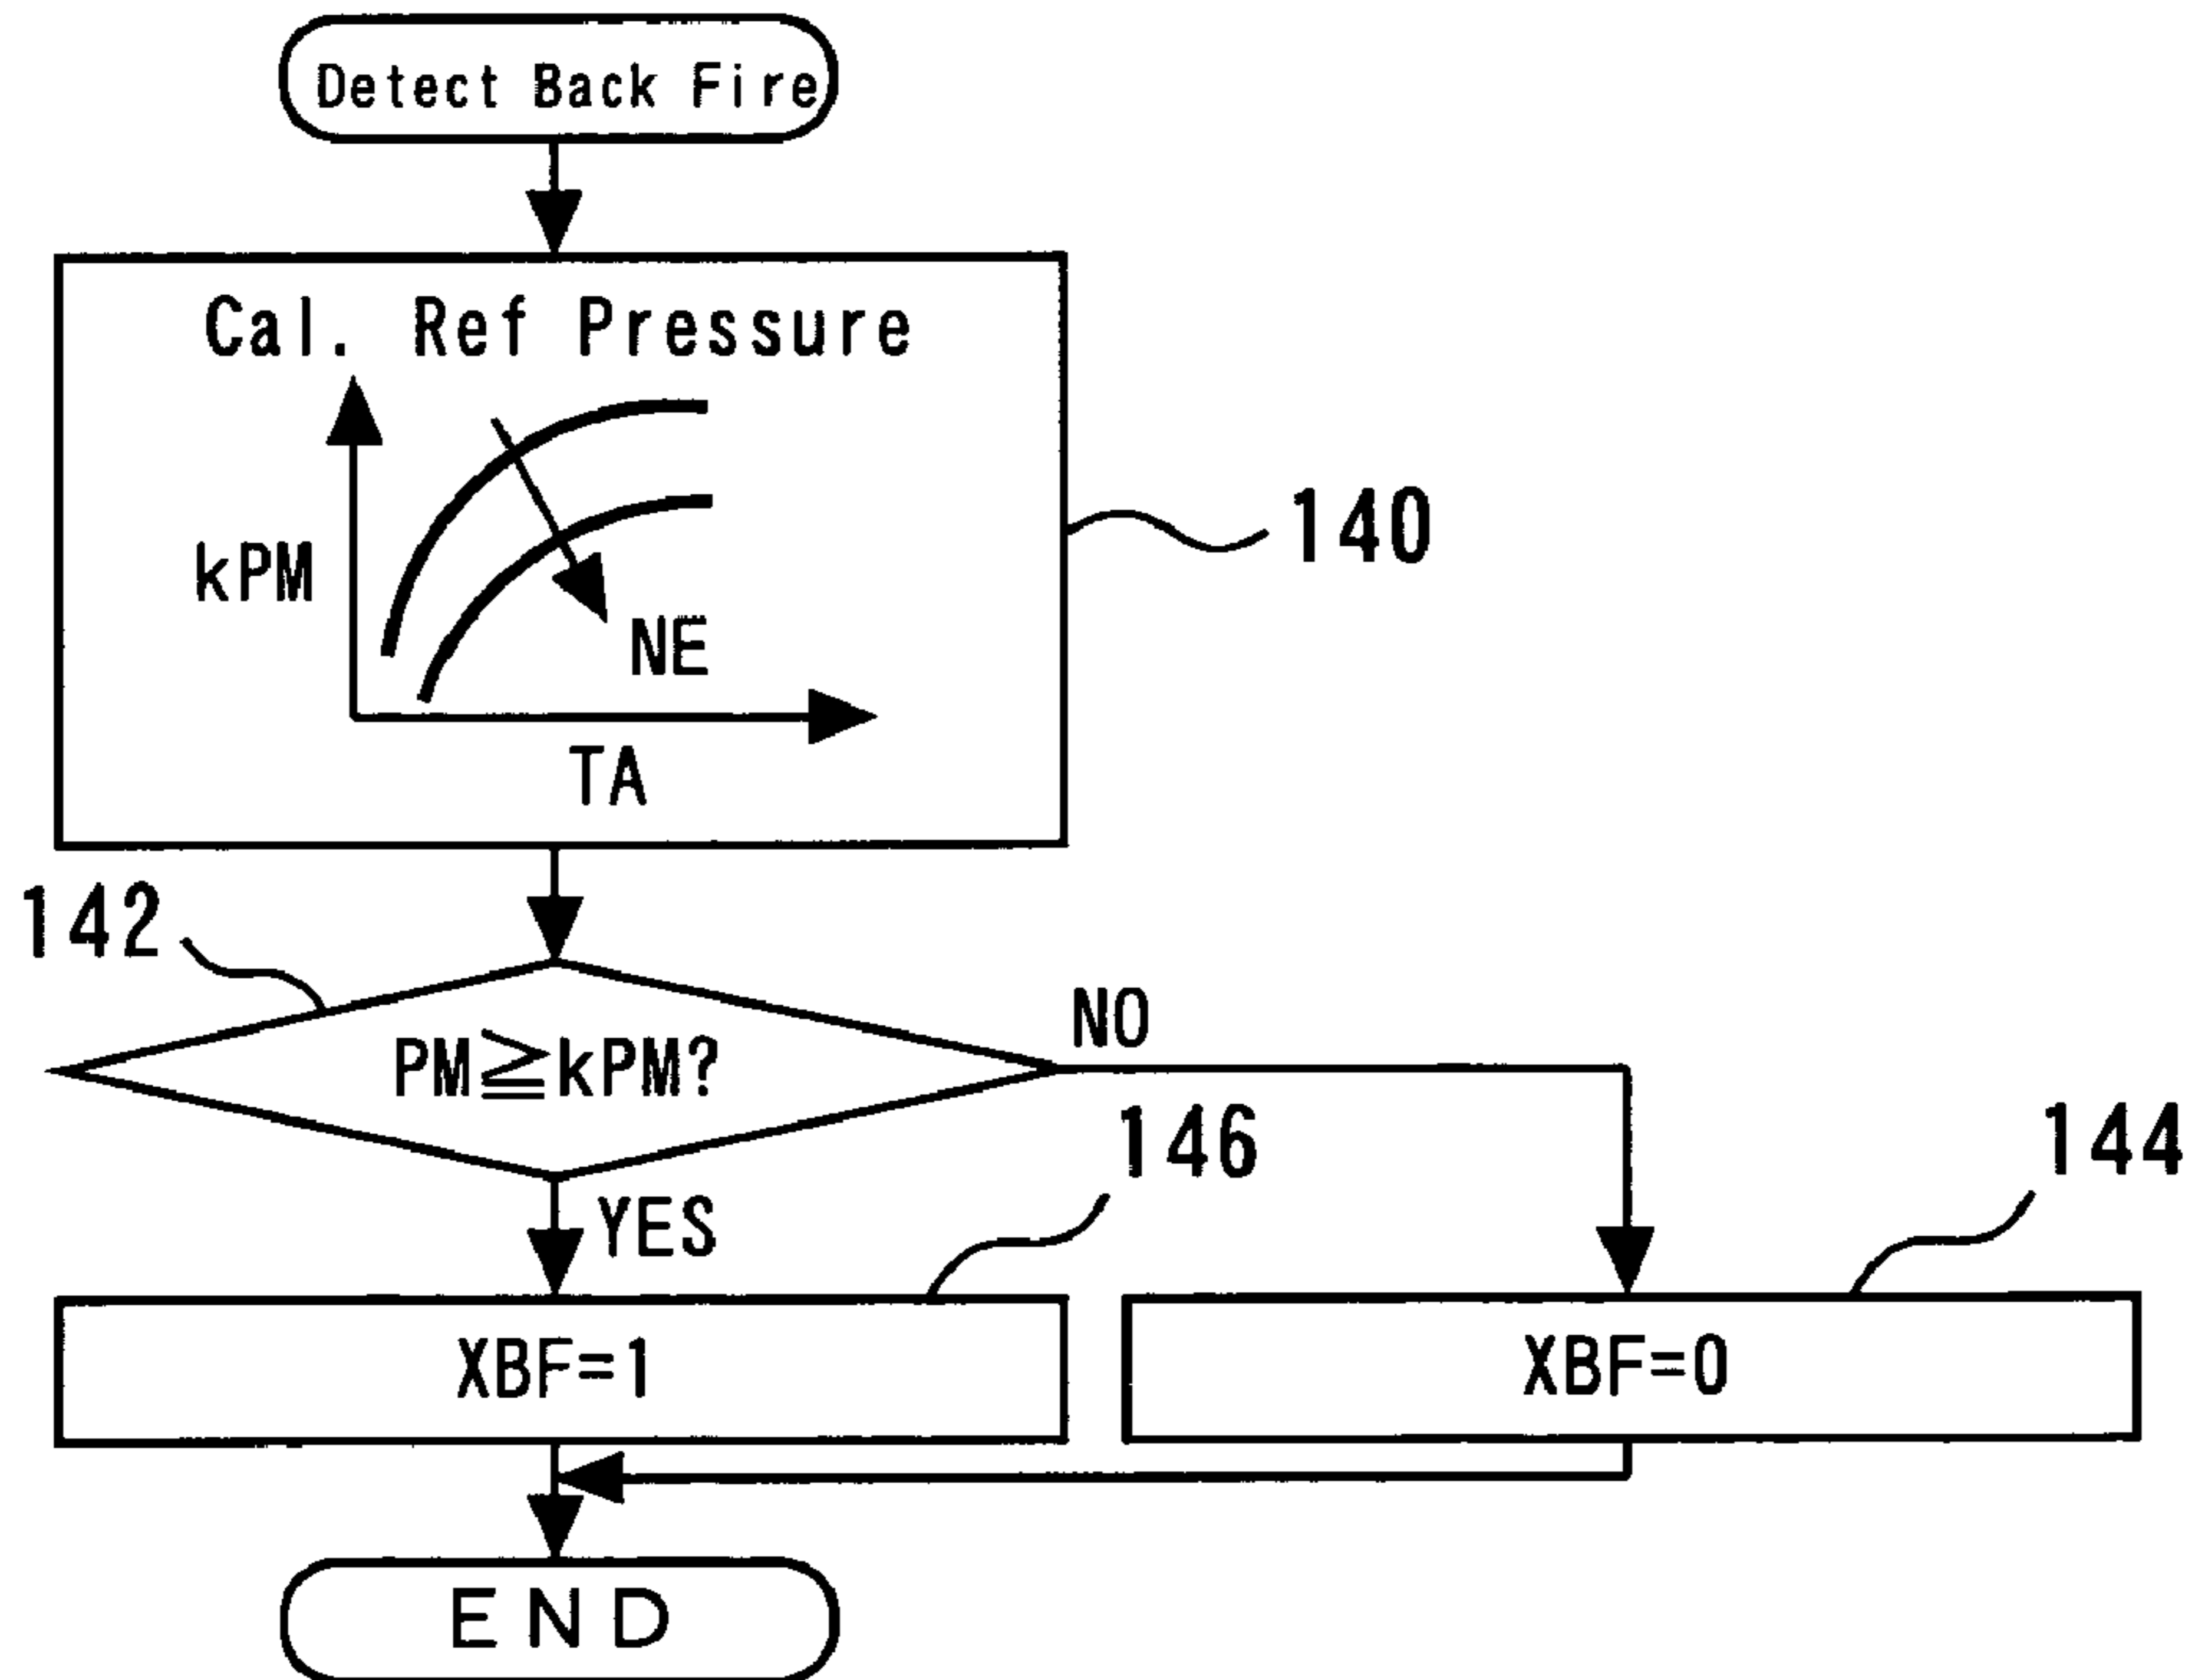 Detect Back Fire
Cal. Ref Pressure
kPM
NE
TA
140
142
PM≧kPM?
NO
YES
146
144
XBF=1
XBF=0
END